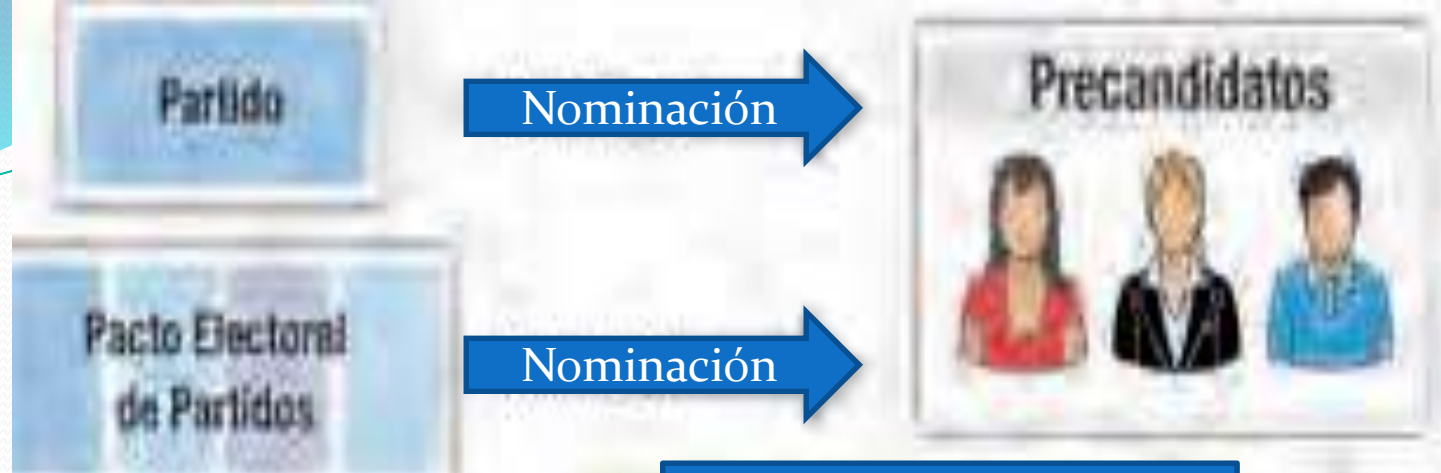 Partido
Nominación
Precandidatos
Pacto Electoral
de Partidos
Nominación